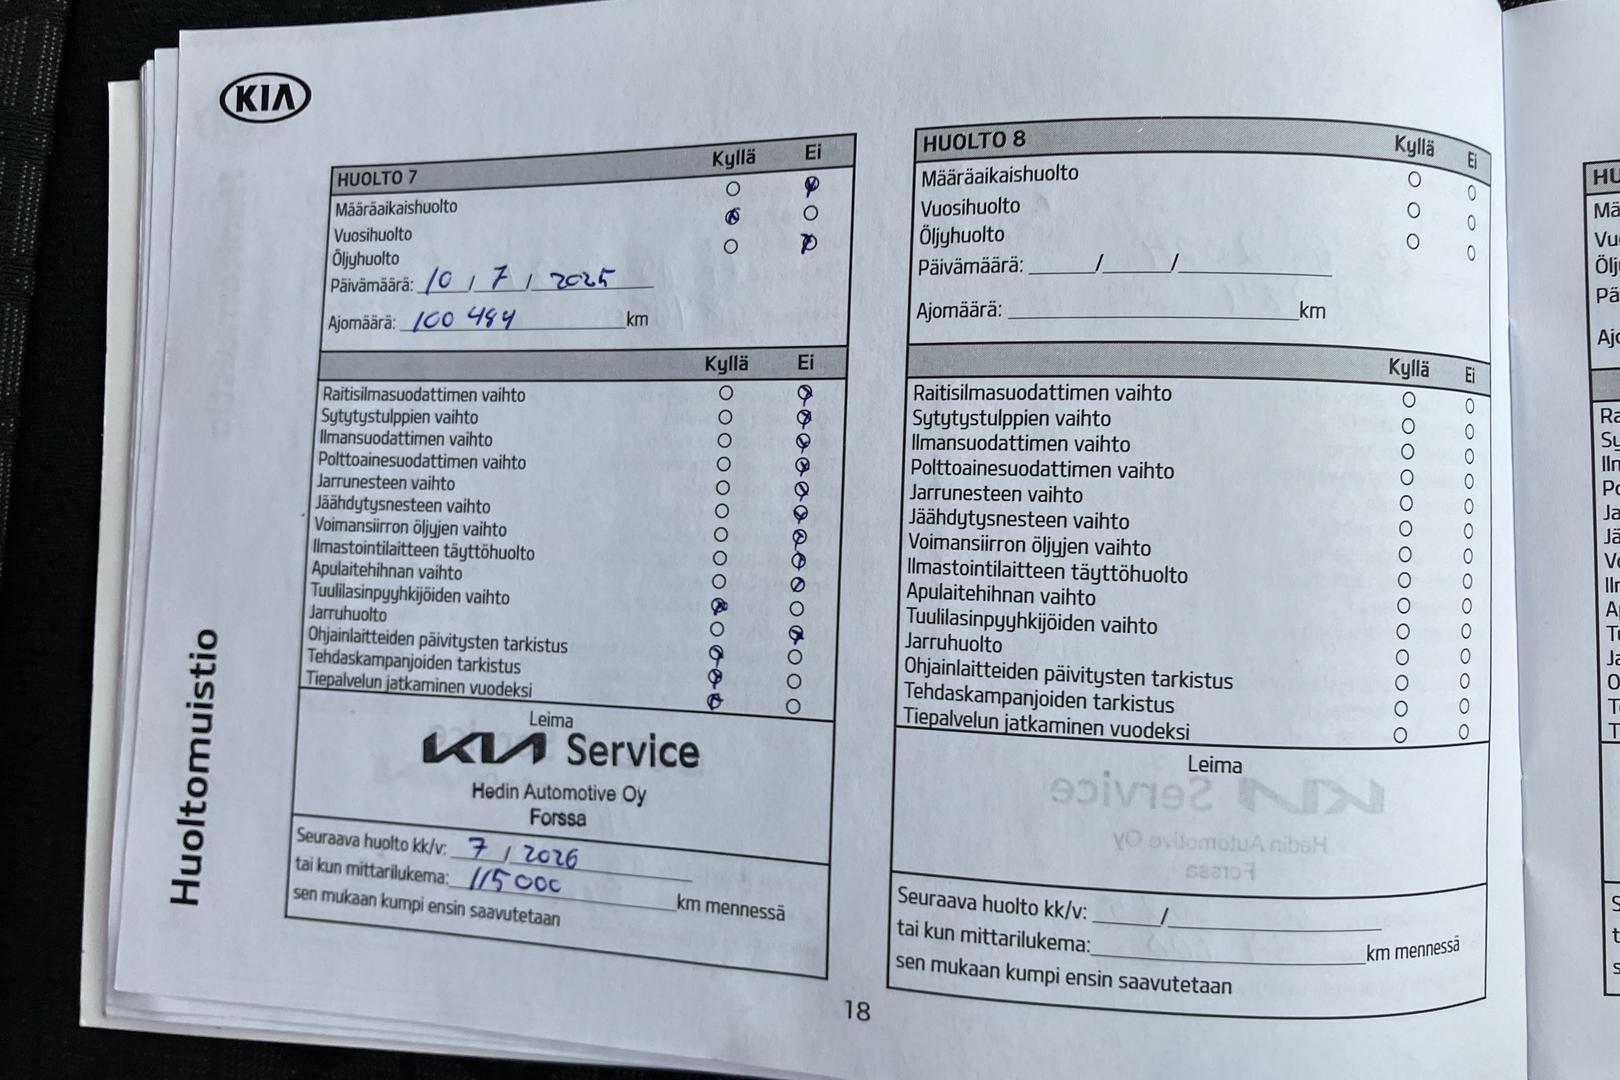 KIA
Huoltomuistio
HUOLTO 7 Kyllä Ei
Määräaikaishuolto
Vuosihuolto
Öljyhuolto
Päivämäärä: 10 / 7 / 2025
Ajomäärä: 100 484 km
Kyllä Ei
Raitisilmasuodattimen vaihto
Sytytystulppien vaihto
Ilmansuodattimen vaihto
Polttoainesuodattimen vaihto
Jarrunesteen vaihto
Jäähdytysnesteen vaihto
Voimansiirron öljyjen vaihto
Ilmastointilaitteen täyttöhuolto
Apulaitehihnan vaihto
Tuulilasinpyyhkijöiden vaihto
Jarruhuolto
Ohjainlaitteiden päivitysten tarkistus
Tehdaskampanjoiden tarkistus
Tiepalvelun jatkaminen vuodeksi
Leima
KIA Service
Hedin Automotive Oy
Forssa
Seuraava huolto kk/v: 7 / 2026
tai kun mittarilukema: 115 000 km mennessä
sen mukaan kumpi ensin saavutetaan
HUOLTO 8 Kyllä Ei
Määräaikaishuolto
Vuosihuolto
Öljyhuolto
Päivämäärä: / /
Ajomäärä: km
Kyllä Ei
Raitisilmasuodattimen vaihto
Sytytystulppien vaihto
Ilmansuodattimen vaihto
Polttoainesuodattimen vaihto
Jarrunesteen vaihto
Jäähdytysnesteen vaihto
Voimansiirron öljyjen vaihto
Ilmastointilaitteen täyttöhuolto
Apulaitehihnan vaihto
Tuulilasinpyyhkijöiden vaihto
Jarruhuolto
Ohjainlaitteiden päivitysten tarkistus
Tehdaskampanjoiden tarkistus
Tiepalvelun jatkaminen vuodeksi
Leima
Seuraava huolto kk/v: /
tai kun mittarilukema: km mennessä
sen mukaan kumpi ensin saavutetaan
18